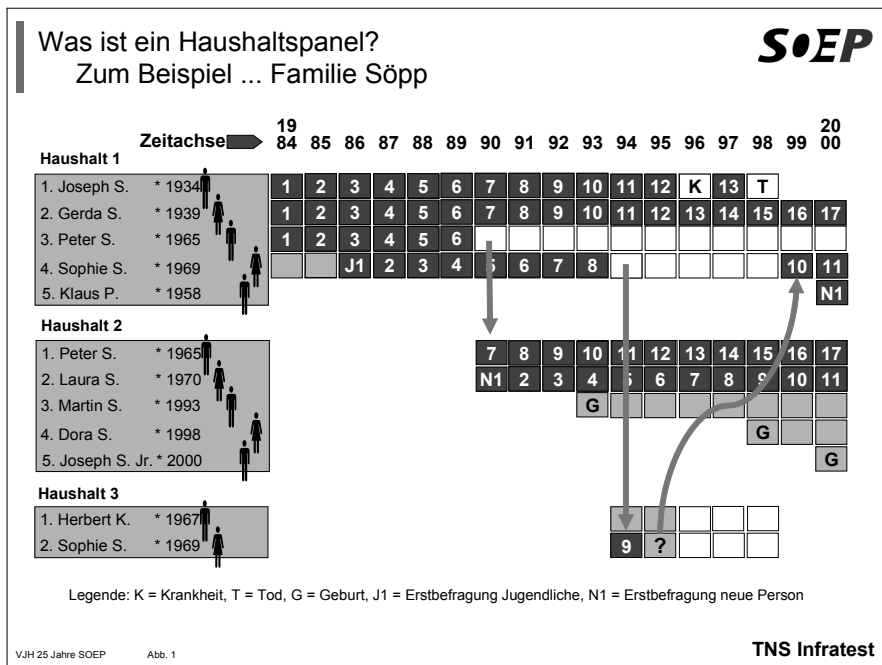 Was ist ein Haushaltspanel?
Zum Beispiel ... Familie Söpp
SOEP
Zeitachse 19 84 85 86 87 88 89 90 91 92 93 94 95 96 97 98 99 20 00
Haushalt 1
1. Joseph S. * 1934 1 2 3 4 5 6 7 8 9 10 11 12 K 13 T
2. Gerda S. * 1939 1 2 3 4 5 6 7 8 9 10 11 12 13 14 15 16 17
3. Peter S. * 1965 1 2 3 4 5 6
4. Sophie S. * 1969 J1 2 3 4 5 6 7 8 10 11
5. Klaus P. * 1958 N1
Haushalt 2
1. Peter S. * 1965 7 8 9 10 11 12 13 14 15 16 17
2. Laura S. * 1970 N1 2 3 4 5 6 7 8 9 10 11
3. Martin S. * 1993 G
4. Dora S. * 1998 G
5. Joseph S. Jr. * 2000 G
Haushalt 3
1. Herbert K. * 1967
2. Sophie S. * 1969 9 ?
Legende: K = Krankheit, T = Tod, G = Geburt, J1 = Erstbefragung Jugendliche, N1 = Erstbefragung neue Person
VJH 25 Jahre SOEP Abb. 1
TNS Infratest